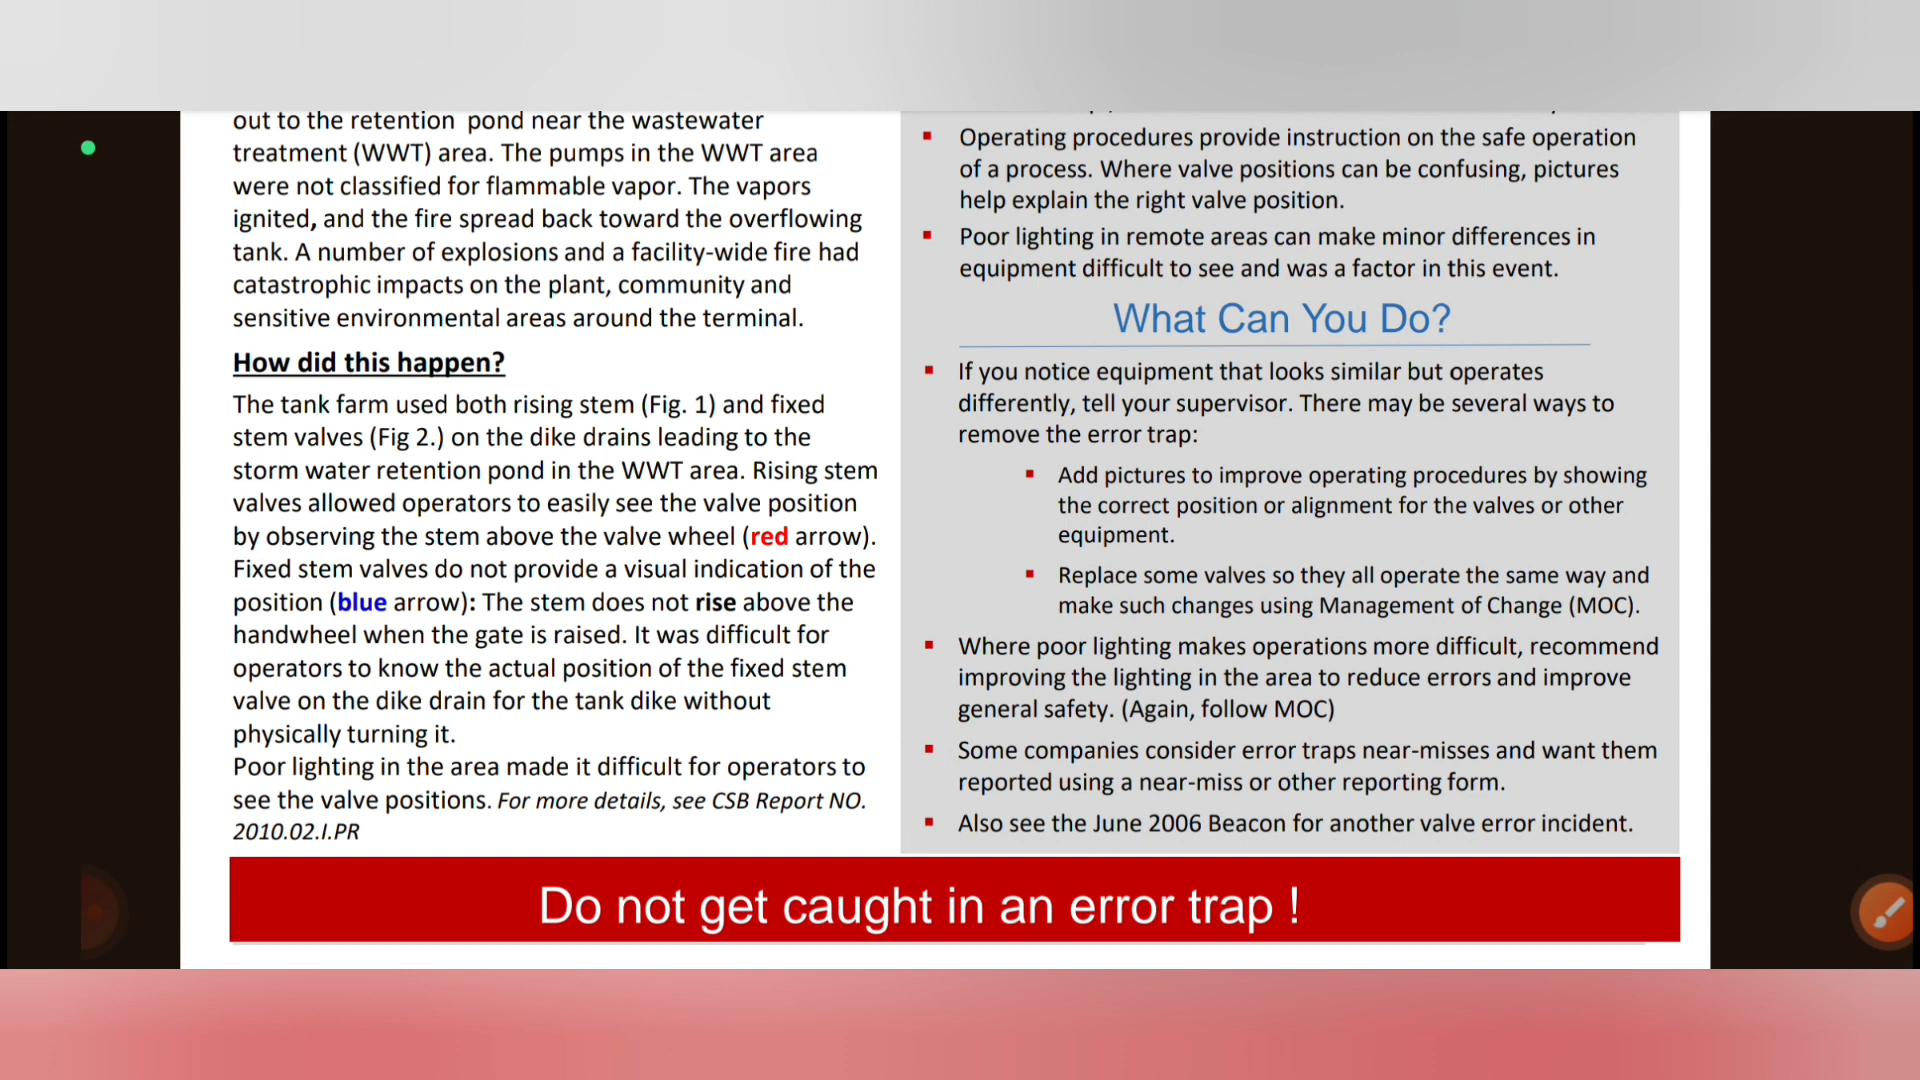 out to the retention pond near the wastewater
treatment (WWT) area. The pumps in the WWT area
were not classified for flammable vapor. The vapors
ignited, and the fire spread back toward the overflowing
tank. A number of explosions and a facility-wide fire had
catastrophic impacts on the plant, community and
sensitive environmental areas around the terminal.
How did this happen?
The tank farm used both rising stem (Fig. 1) and fixed
stem valves (Fig 2.) on the dike drains leading to the
storm water retention pond in the WWT area. Rising stem
valves allowed operators to easily see the valve position
by observing the stem above the valve wheel (red arrow).
Fixed stem valves do not provide a visual indication of the
position (blue arrow): The stem does not rise above the
handwheel when the gate is raised. It was difficult for
operators to know the actual position of the fixed stem
valve on the dike drain for the tank dike without
physically turning it.
Poor lighting in the area made it difficult for operators to
see the valve positions. For more details, see CSB Report NO.
2010.02.I.PR
▪ Operating procedures provide instruction on the safe operation
of a process. Where valve positions can be confusing, pictures
help explain the right valve position.
▪ Poor lighting in remote areas can make minor differences in
equipment difficult to see and was a factor in this event.
What Can You Do?
▪ If you notice equipment that looks similar but operates
differently, tell your supervisor. There may be several ways to
remove the error trap:
▪ Add pictures to improve operating procedures by showing
the correct position or alignment for the valves or other
equipment.
▪ Replace some valves so they all operate the same way and
make such changes using Management of Change (MOC).
▪ Where poor lighting makes operations more difficult, recommend
improving the lighting in the area to reduce errors and improve
general safety. (Again, follow MOC)
▪ Some companies consider error traps near-misses and want them
reported using a near-miss or other reporting form.
▪ Also see the June 2006 Beacon for another valve error incident.
Do not get caught in an error trap !